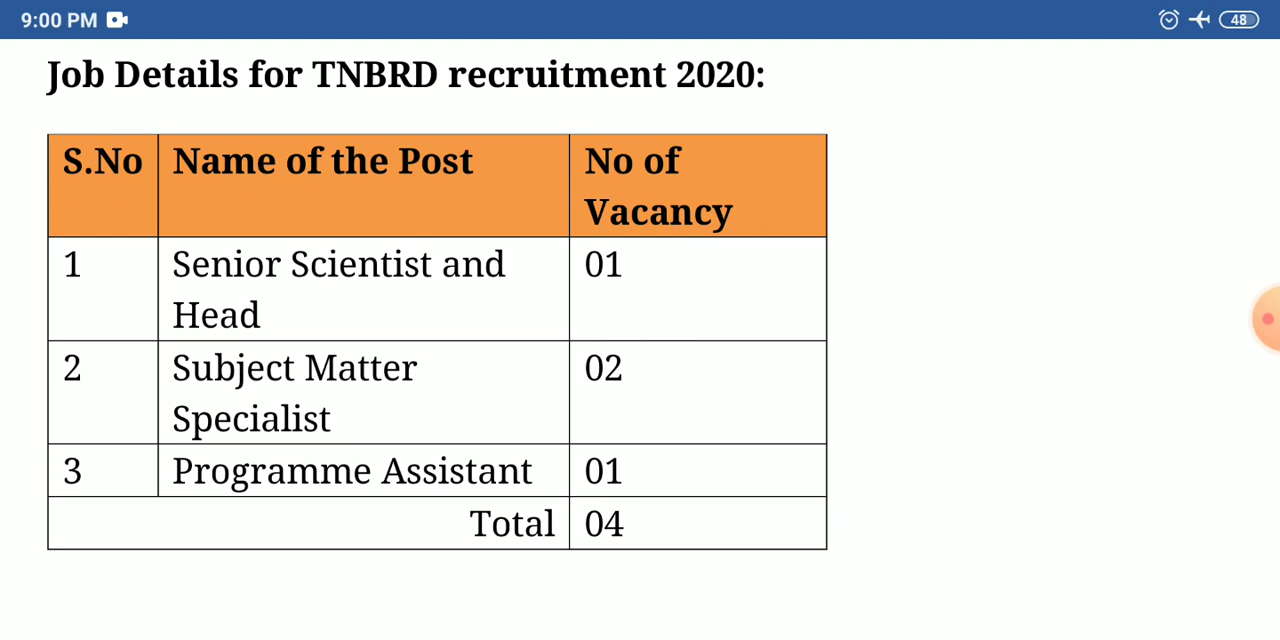 9:00 PM
48
Job Details for TNBRD recruitment 2020:
S.No Name of the Post No of
Vacancy
1 Senior Scientist and 01
Head
2 Subject Matter 02
Specialist
3 Programme Assistant 01
Total 04